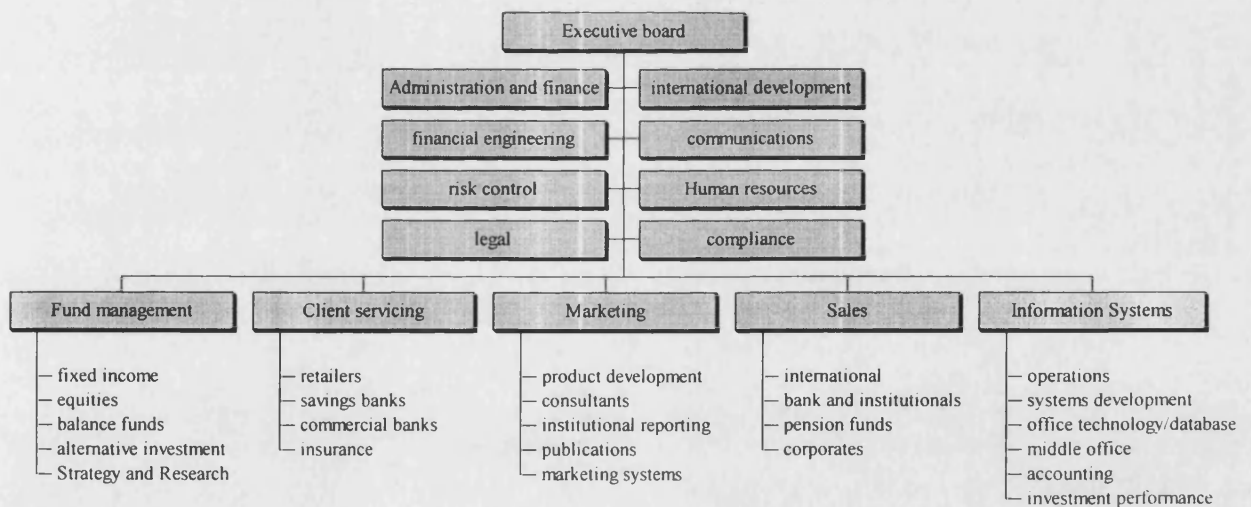 Executive board
Administration and finance
international development
financial engineering
communications
risk control
Human resources
legal
compliance
Fund management
fixed income
equities
balance funds
alternative investment
Strategy and Research
Client servicing
retailers
savings banks
commercial banks
insurance
Marketing
product development
consultants
institutional reporting
publications
marketing systems
Sales
international
bank and institutionals
pension funds
corporates
Information Systems
operations
systems development
office technology/database
middle office
accounting
investment performance